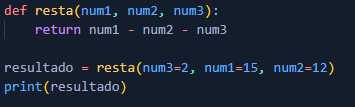 def resta(num1, num2, num3):
    return num1 - num2 - num3
resultado = resta(num3=2, num1=15, num2=12)
print(resultado)